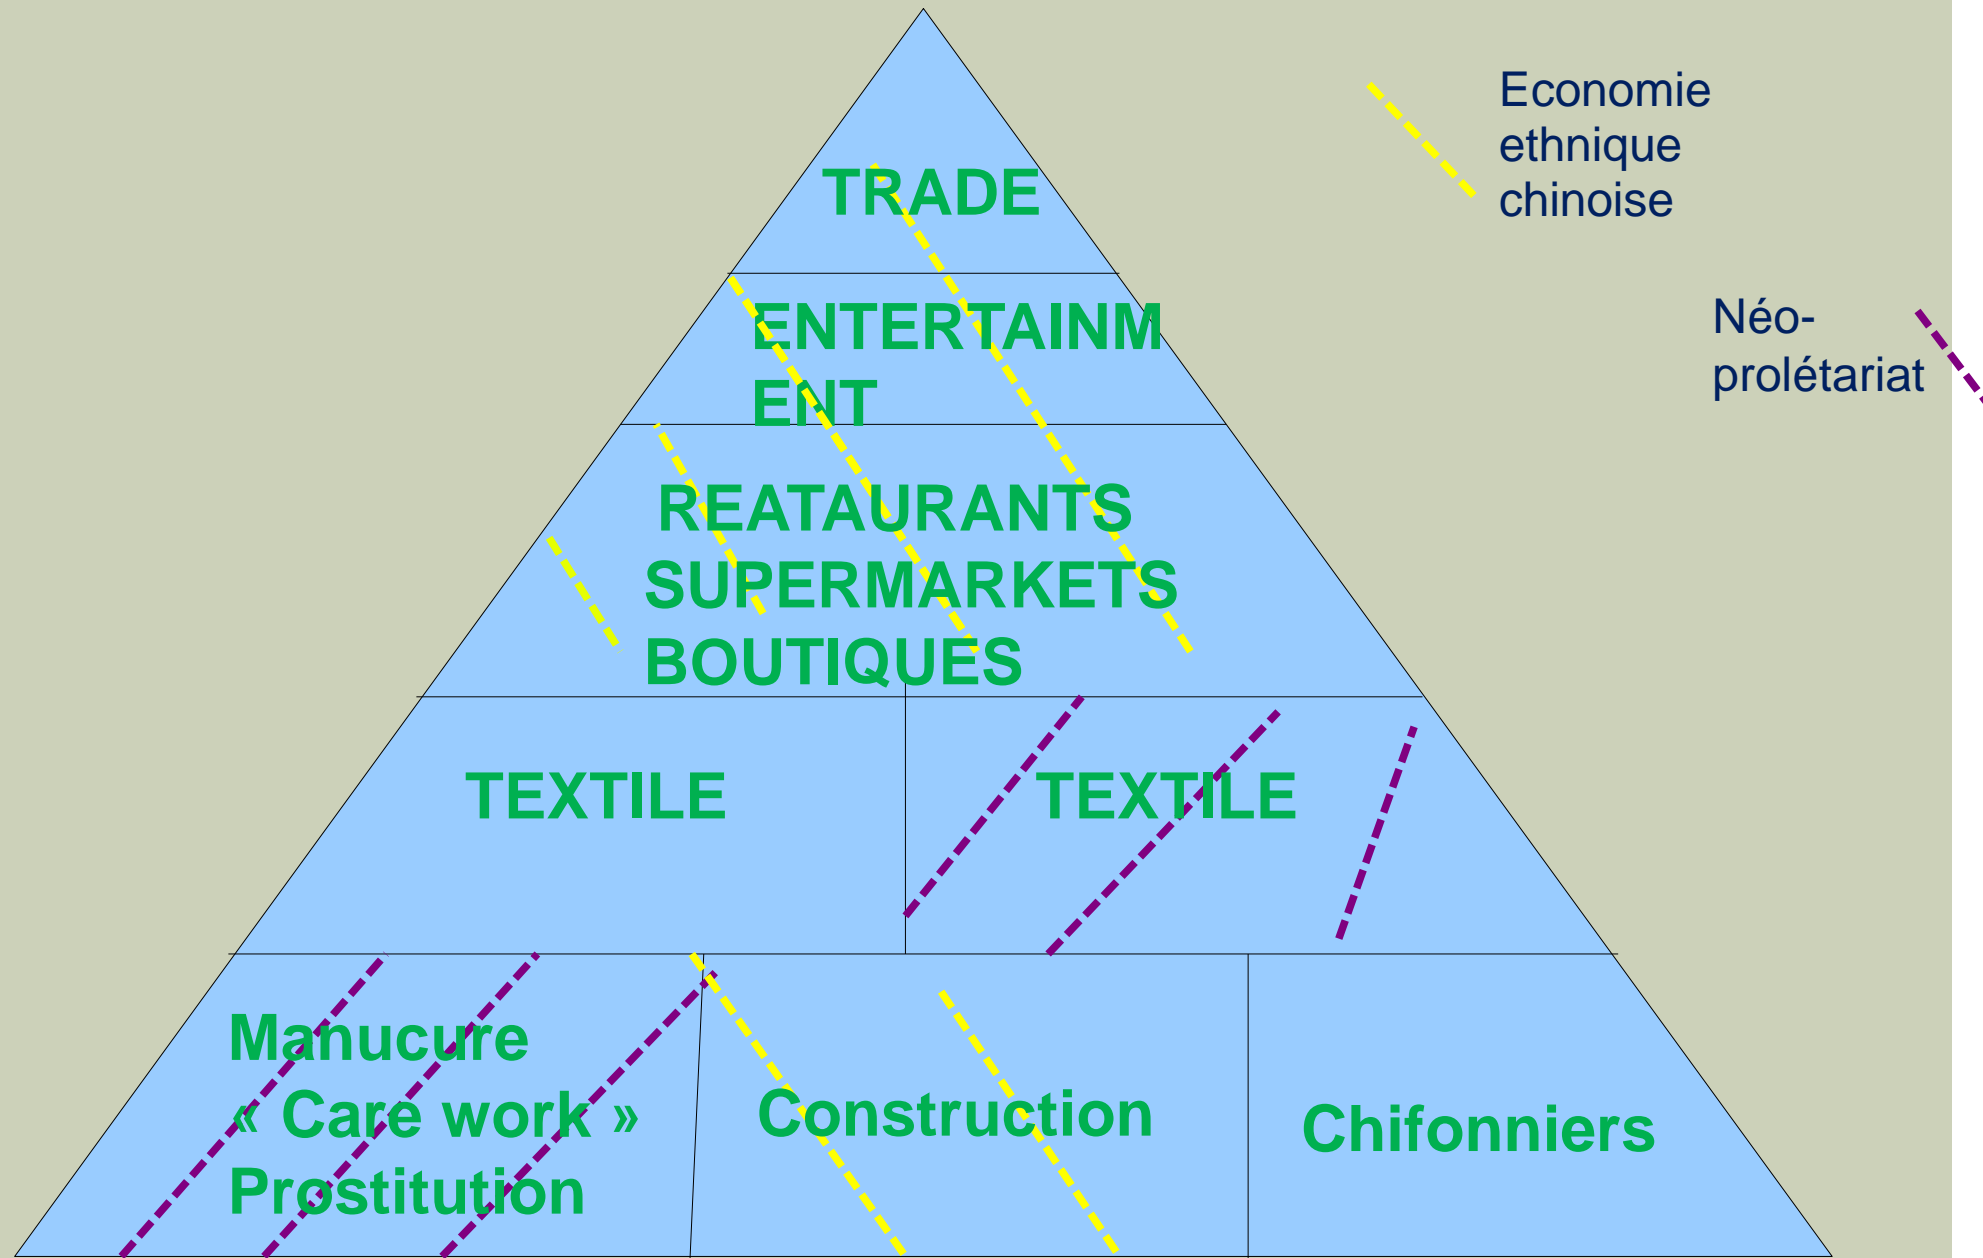 TRADE
Economie
ethnique
chinoise
ENTERTAINM
ENT
Néo-
prolétariat
REATAURANTS
SUPERMARKETS
BOUTIQUES
TEXTILE
TEXTILE
Manucure
« Care work »
Prostitution
Construction
Chifonniers